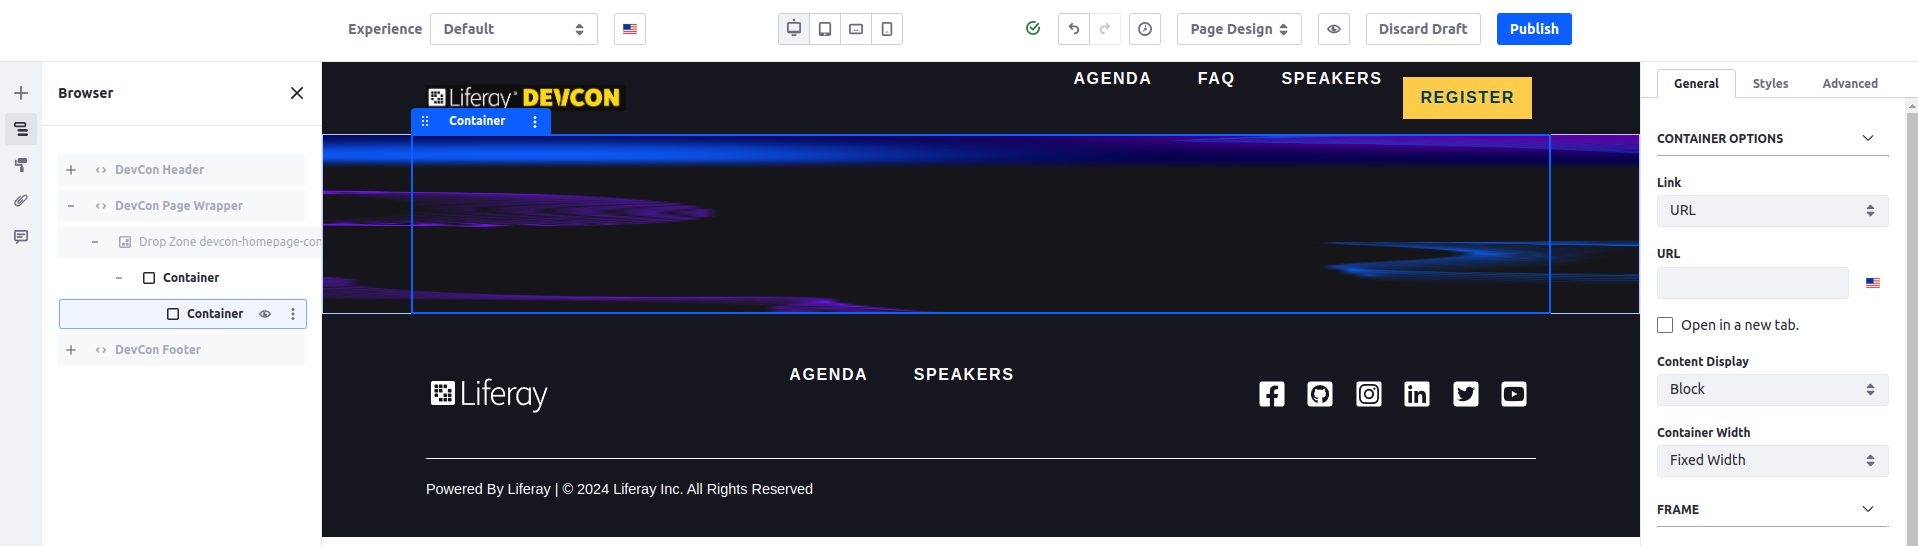 Experience
Default
Page Design
Discard Draft
Publish
Browser
DevCon Header
DevCon Page Wrapper
Drop Zone devcon-homepage-con
Container
Container
DevCon Footer
Liferay DEVCON
AGENDA
FAQ
SPEAKERS
REGISTER
Container
Liferay
AGENDA
SPEAKERS
Powered By Liferay | © 2024 Liferay Inc. All Rights Reserved
General
Styles
Advanced
CONTAINER OPTIONS
Link
URL
URL
Open in a new tab.
Content Display
Block
Container Width
Fixed Width
FRAME